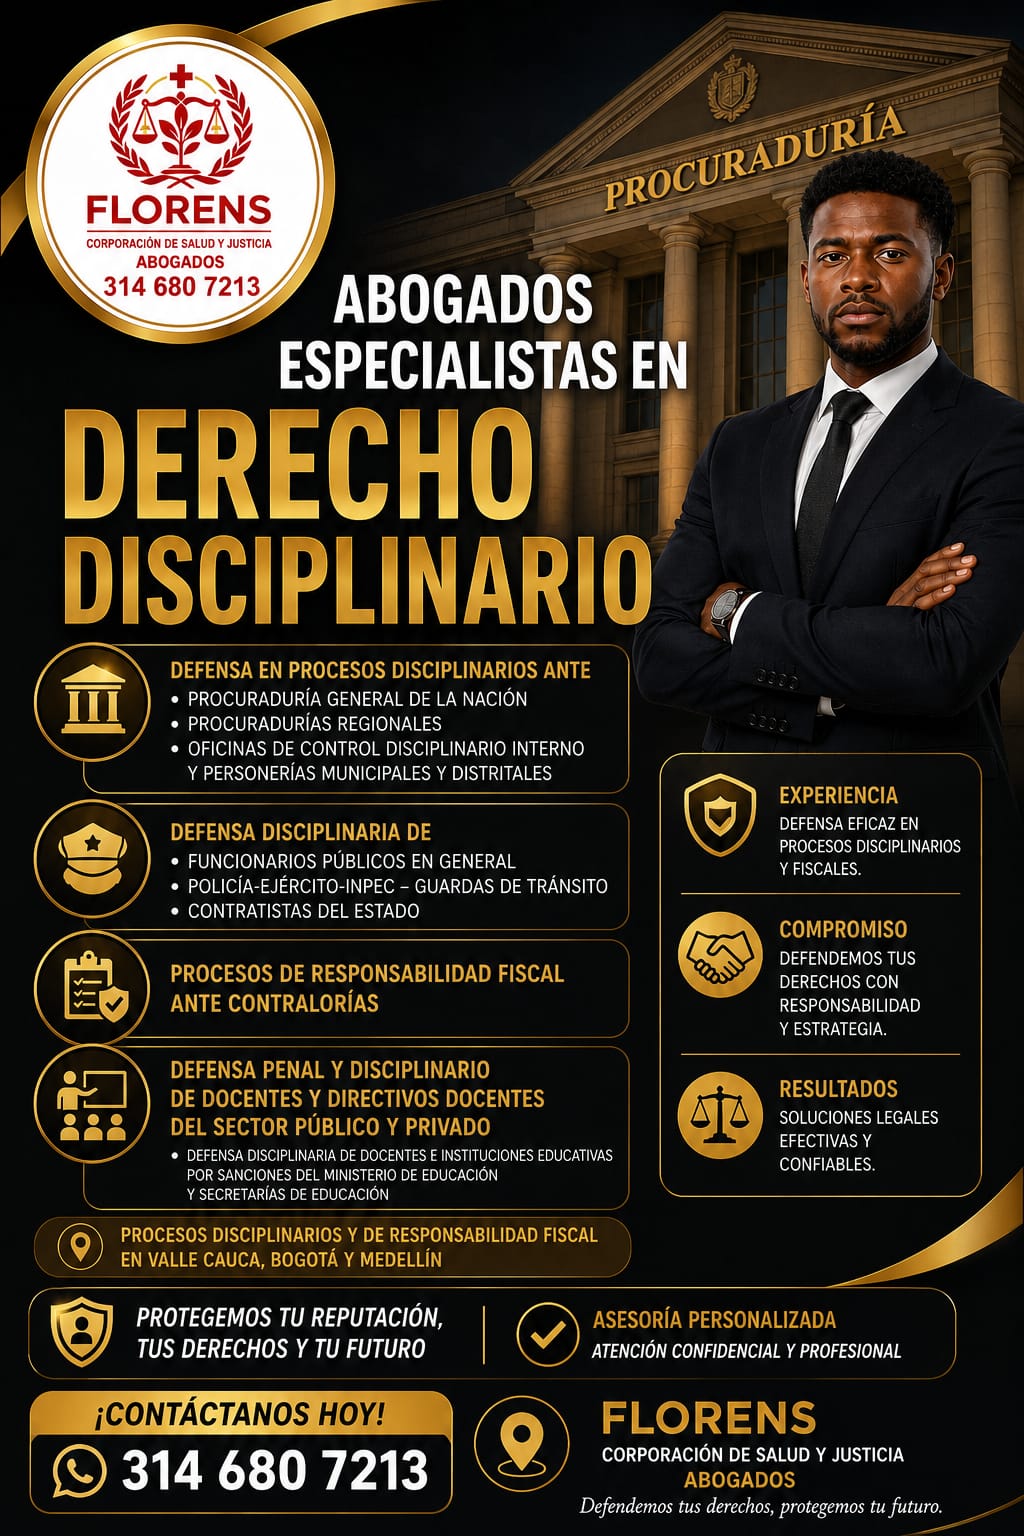 FLORENS
CORPORACIÓN DE SALUD Y JUSTICIA
ABOGADOS
314 680 7213
PROCURADURÍA
ABOGADOS
ESPECIALISTAS EN
DERECHO
DISCIPLINARIO
DEFENSA EN PROCESOS DISCIPLINARIOS ANTE
• PROCURADURÍA GENERAL DE LA NACIÓN
• PROCURADURÍAS REGIONALES
• OFICINAS DE CONTROL DISCIPLINARIO INTERNO
Y PERSONERÍAS MUNICIPALES Y DISTRITALES
DEFENSA DISCIPLINARIA DE
• FUNCIONARIOS PÚBLICOS EN GENERAL
• POLICÍA-EJÉRCITO-INPEC – GUARDAS DE TRÁNSITO
• CONTRATISTAS DEL ESTADO
PROCESOS DE RESPONSABILIDAD FISCAL
ANTE CONTRALORÍAS
DEFENSA PENAL Y DISCIPLINARIO
DE DOCENTES Y DIRECTIVOS DOCENTES
DEL SECTOR PÚBLICO Y PRIVADO
• DEFENSA DISCIPLINARIA DE DOCENTES E INSTITUCIONES EDUCATIVAS
POR SANCIONES DEL MINISTERIO DE EDUCACIÓN
Y SECRETARÍAS DE EDUCACIÓN
EXPERIENCIA
DEFENSA EFICAZ EN
PROCESOS DISCIPLINARIOS
Y FISCALES.
COMPROMISO
DEFENDEMOS TUS
DERECHOS CON
RESPONSABILIDAD
Y ESTRATEGIA.
RESULTADOS
SOLUCIONES LEGALES
EFECTIVAS Y
CONFIABLES.
PROCESOS DISCIPLINARIOS Y DE RESPONSABILIDAD FISCAL
EN VALLE CAUCA, BOGOTÁ Y MEDELLÍN
PROTEGEMOS TU REPUTACIÓN,
TUS DERECHOS Y TU FUTURO
ASESORÍA PERSONALIZADA
ATENCIÓN CONFIDENCIAL Y PROFESIONAL
¡CONTÁCTANOS HOY!
314 680 7213
FLORENS
CORPORACIÓN DE SALUD Y JUSTICIA
ABOGADOS
Defendemos tus derechos, protegemos tu futuro.